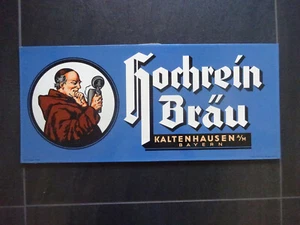 Hochrein
Bräu
KALTENHAUSEN a/M
BAYERN